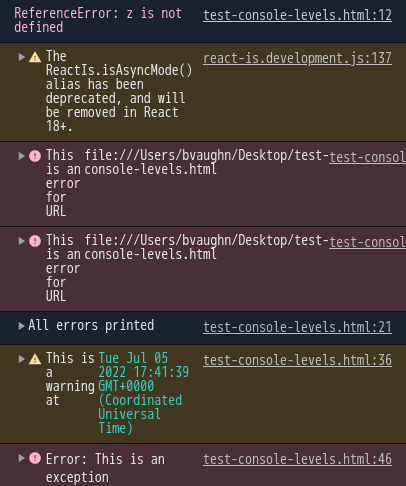 ReferenceError: z is not defined test-console-levels.html:12
The ReactIs.isAsyncMode() alias has been deprecated, and will be removed in React 18+. react-is.development.js:137
This is an error for URL file:///Users/bvaughn/Desktop/test-console-levels.html test-consol
This is an error for URL file:///Users/bvaughn/Desktop/test-console-levels.html test-consol
All errors printed test-console-levels.html:21
This is a warning at Tue Jul 05 2022 17:41:39 GMT+0000 (Coordinated Universal Time) test-console-levels.html:36
Error: This is an exception test-console-levels.html:46